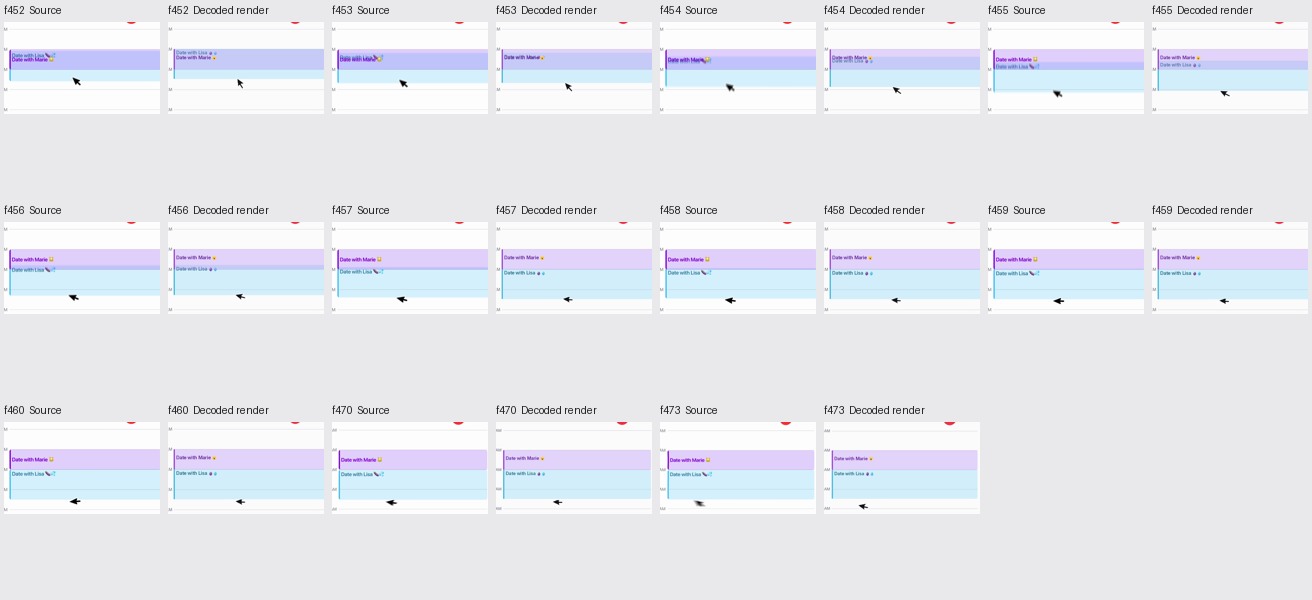 f452 Source
f452 Decoded render
f453 Source
f453 Decoded render
f454 Source
f454 Decoded render
f455 Source
f455 Decoded render
Date with Lisa
Date with Marie
Date with Lisa
Date with Marie
Date with Marie
Date with Marie
Date with Marie
Date with Marie
Date with Marie
Date with Lisa
Date with Marie
Date with Lisa
f456 Source
f456 Decoded render
f457 Source
f457 Decoded render
f458 Source
f458 Decoded render
f459 Source
f459 Decoded render
Date with Marie
Date with Lisa
Date with Marie
Date with Lisa
Date with Marie
Date with Lisa
Date with Marie
Date with Lisa
Date with Marie
Date with Lisa
Date with Marie
Date with Lisa
Date with Marie
Date with Lisa
Date with Marie
Date with Lisa
f460 Source
f460 Decoded render
f470 Source
f470 Decoded render
f473 Source
f473 Decoded render
Date with Marie
Date with Lisa
Date with Marie
Date with Lisa
Date with Marie
Date with Lisa
Date with Marie
Date with Lisa
Date with Marie
Date with Lisa
Date with Marie
Date with Lisa